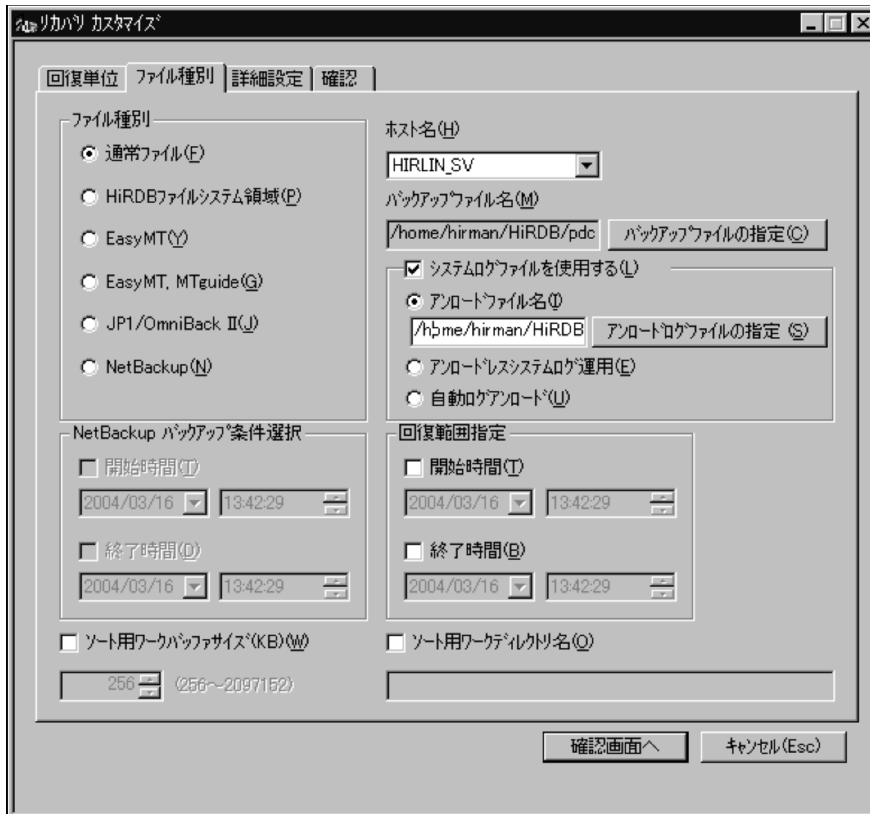 リカバリ カスタマイズ
回復単位 ファイル種別 詳細設定 確認
ファイル種別
通常ファイル(F)
HiRDBファイルシステム領域(P)
EasyMT(Y)
EasyMT, MTguide(G)
JP1/OmniBack II(J)
NetBackup(N)
ホスト名(H)
HIRLIN_SV
バックアップファイル名(M)
/home/hirman/HiRDB/pdc バックアップファイルの指定(C)
システムログファイルを使用する(L)
アンロードファイル名(I)
/home/hirman/HiRDB アンロードログファイルの指定 (S)
アンロードレスシステムログ運用(E)
自動ログアンロード(U)
NetBackup バックアップ条件選択
開始時間(T)
2004/03/16 13:42:29
終了時間(D)
2004/03/16 13:42:29
回復範囲指定
開始時間(T)
2004/03/16 13:42:29
終了時間(B)
2004/03/16 13:42:29
ソート用ワークバッファサイズ(KB)(W)
256 (256～2097152)
ソート用ワークディレクトリ名(O)
確認画面へ キャンセル(Esc)